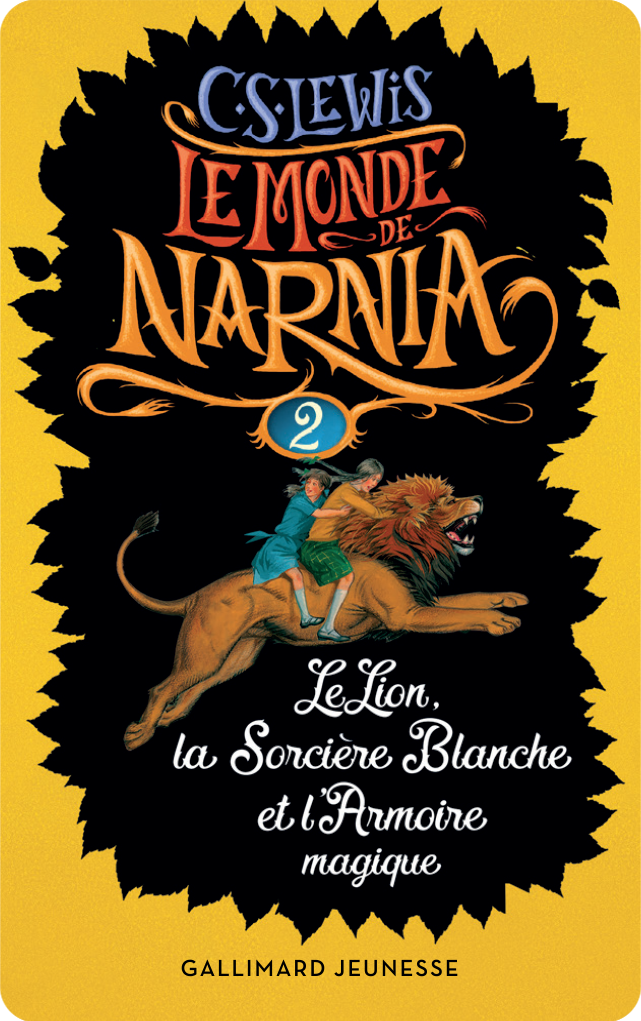 C·S·LEWiS
LE MONDE
DE
NARNIA
2
Le Lion,
la Sorcière Blanche
et l'Armoire
magique
GALLIMARD JEUNESSE